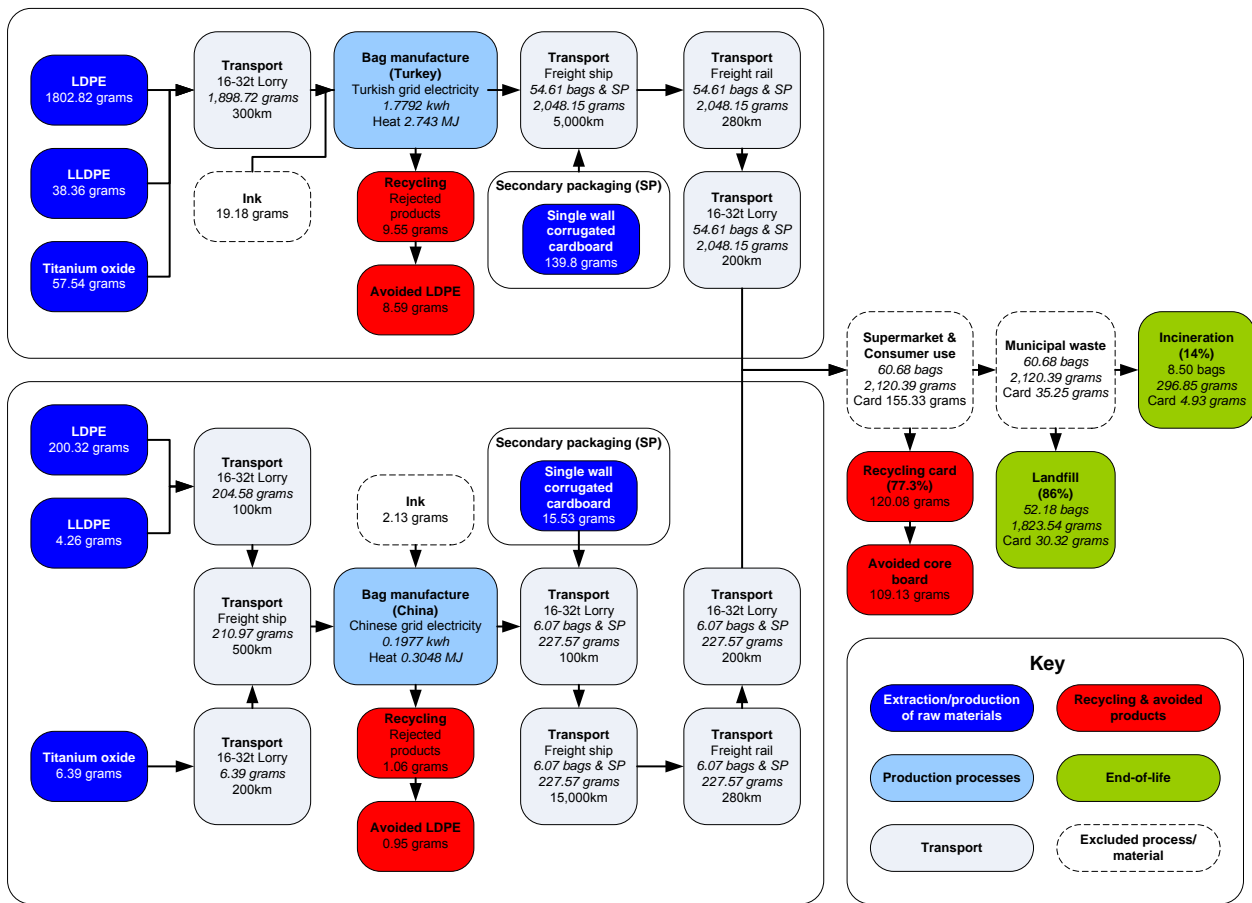 LDPE
1802.82 grams
LLDPE
38.36 grams
Titanium oxide
57.54 grams
Transport
16-32t Lorry
1,898.72 grams
300km
Ink
19.18 grams
Bag manufacture
(Turkey)
Turkish grid electricity
1.7792 kwh
Heat 2.743 MJ
Recycling
Rejected
products
9.55 grams
Avoided LDPE
8.59 grams
Transport
Freight ship
54.61 bags & SP
2,048.15 grams
5,000km
Secondary packaging (SP)
Single wall
corrugated
cardboard
139.8 grams
Transport
Freight rail
54.61 bags & SP
2,048.15 grams
280km
Transport
16-32t Lorry
54.61 bags & SP
2,048.15 grams
200km
LDPE
200.32 grams
LLDPE
4.26 grams
Titanium oxide
6.39 grams
Transport
16-32t Lorry
204.58 grams
100km
Transport
Freight ship
210.97 grams
500km
Transport
16-32t Lorry
6.39 grams
200km
Ink
2.13 grams
Bag manufacture
(China)
Chinese grid electricity
0.1977 kwh
Heat 0.3048 MJ
Recycling
Rejected
products
1.06 grams
Avoided LDPE
0.95 grams
Secondary packaging (SP)
Single wall
corrugated
cardboard
15.53 grams
Transport
16-32t Lorry
6.07 bags & SP
227.57 grams
100km
Transport
Freight ship
6.07 bags & SP
227.57 grams
15,000km
Transport
16-32t Lorry
6.07 bags & SP
227.57 grams
200km
Transport
Freight rail
6.07 bags & SP
227.57 grams
280km
Supermarket &
Consumer use
60.68 bags
2,120.39 grams
Card 155.33 grams
Municipal waste
60.68 bags
2,120.39 grams
Card 35.25 grams
Incineration
(14%)
8.50 bags
296.85 grams
Card 4.93 grams
Recycling card
(77.3%)
120.08 grams
Avoided core
board
109.13 grams
Landfill
(86%)
52.18 bags
1,823.54 grams
Card 30.32 grams
Key
Extraction/production
of raw materials
Recycling & avoided
products
Production processes
End-of-life
Transport
Excluded process/
material